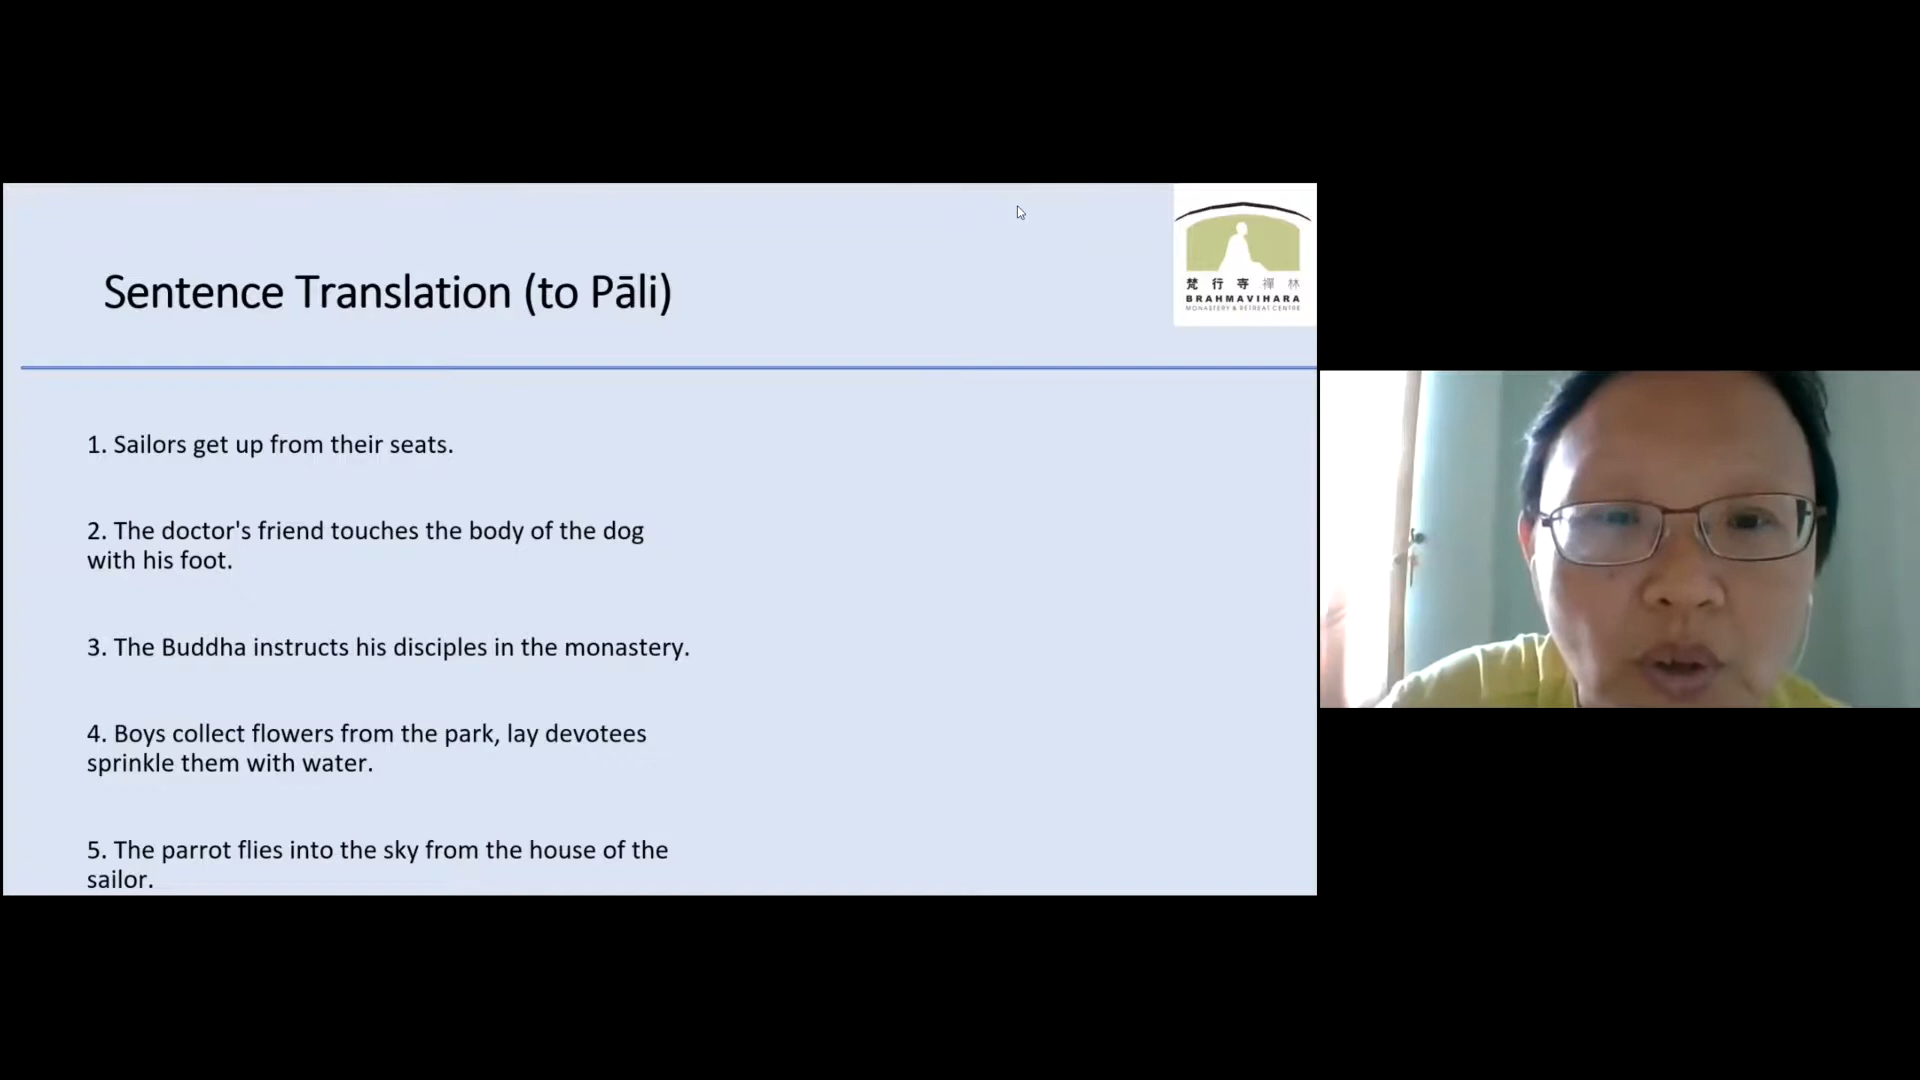 Sentence Translation (to Pāli)
梵行寺禪林
BRAHMAVIHARA
MONASTERY & RETREAT CENTRE
1. Sailors get up from their seats.
2. The doctor's friend touches the body of the dog
with his foot.
3. The Buddha instructs his disciples in the monastery.
4. Boys collect flowers from the park, lay devotees
sprinkle them with water.
5. The parrot flies into the sky from the house of the
sailor.